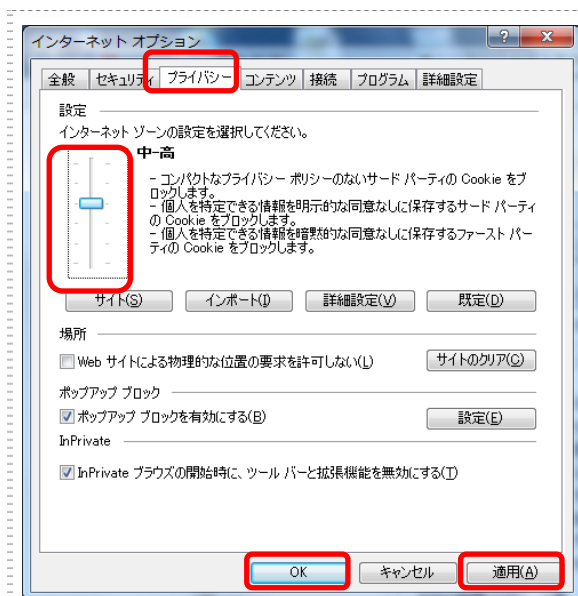 インターネット オプション
全般 セキュリティ プライバシー コンテンツ 接続 プログラム 詳細設定
設定
インターネット ゾーンの設定を選択してください。
中-高
- コンパクトなプライバシー ポリシーのないサード パーティの Cookie をブ
ロックします。
- 個人を特定できる情報を明示的な同意なしに保存するサード パーティ
の Cookie をブロックします。
- 個人を特定できる情報を暗黙的な同意なしに保存するファースト パー
ティの Cookie をブロックします。
サイト(S) インポート(I) 詳細設定(V) 既定(D)
場所
Web サイトによる物理的な位置の要求を許可しない(L) サイトのクリア(C)
ポップアップ ブロック
ポップアップ ブロックを有効にする(B) 設定(E)
InPrivate
InPrivate ブラウズの開始時に、ツール バーと拡張機能を無効にする(T)
OK キャンセル 適用(A)